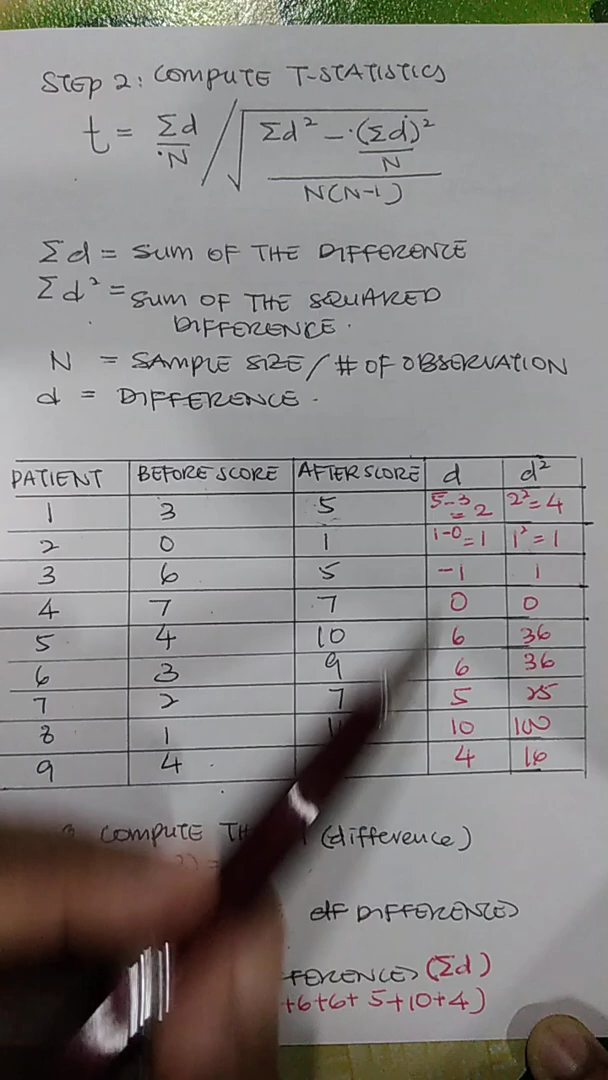 STEP 2: COMPUTE T-STATISTICS
t = Σd/N / √ Σd² - (Σd)²/N / N(N-1)
Σd = SUM OF THE DIFFERENCE
Σd² = SUM OF THE SQUARED
DIFFERENCE.
N = SAMPLE SIZE / # OF OBSERVATION
d = DIFFERENCE.
PATIENT BEFORE SCORE AFTER SCORE d d²
1 3 5 5-3=2 2²=4
2 0 1 1-0=1 1²=1
3 6 5 -1 1
4 7 7 0 0
5 4 10 6 36
6 3 9 6 36
7 2 7 5 25
8 1 10 100
9 4 4 16
COMPUTE (difference)
OF DIFFERENCES
(Σd)
+6+6+5+10+4)